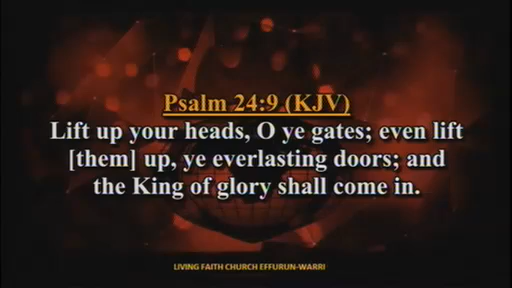 Psalm 24:9 (KJV)
Lift up your heads, O ye gates; even lift
[them] up, ye everlasting doors; and
the King of glory shall come in.
LIVING FAITH CHURCH EFFURUN-WARRI